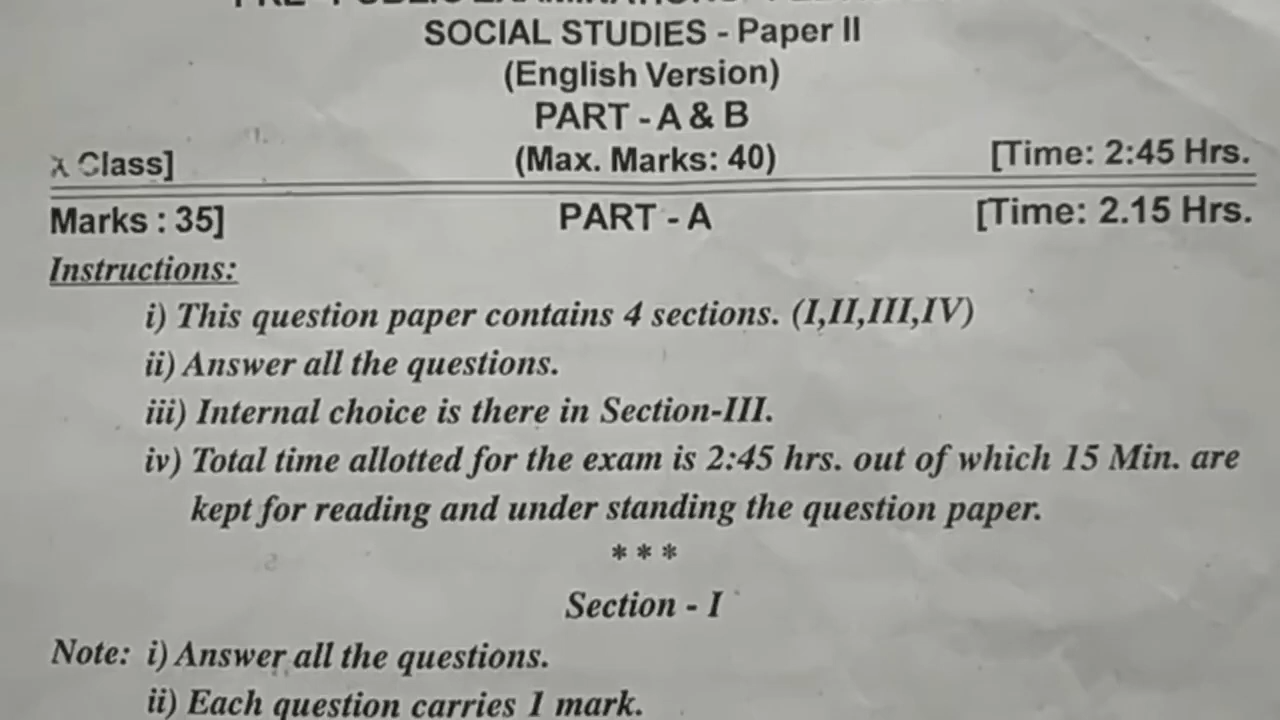 SOCIAL STUDIES - Paper II
(English Version)
PART - A & B
X Class] (Max. Marks: 40) [Time: 2:45 Hrs.
Marks : 35] PART - A [Time: 2.15 Hrs.
Instructions:
i) This question paper contains 4 sections. (I,II,III,IV)
ii) Answer all the questions.
iii) Internal choice is there in Section-III.
iv) Total time allotted for the exam is 2:45 hrs. out of which 15 Min. are
kept for reading and under standing the question paper.
***
Section - I
Note: i) Answer all the questions.
ii) Each question carries 1 mark.